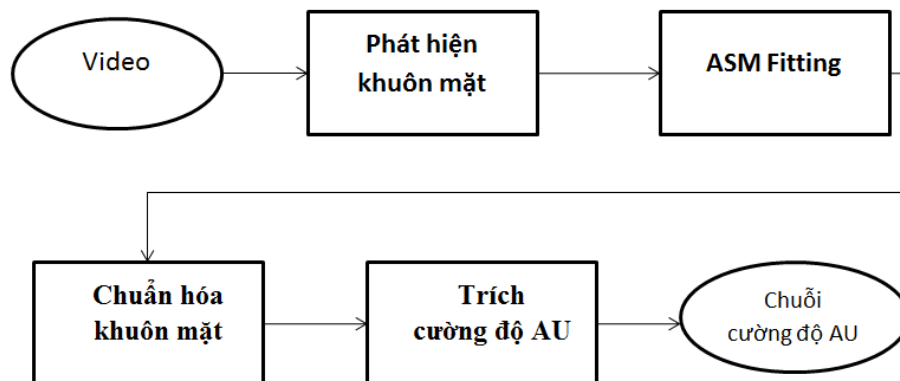 Video
Phát hiện
khuôn mặt
ASM Fitting
Chuẩn hóa
khuôn mặt
Trích
cường độ AU
Chuỗi
cường độ AU